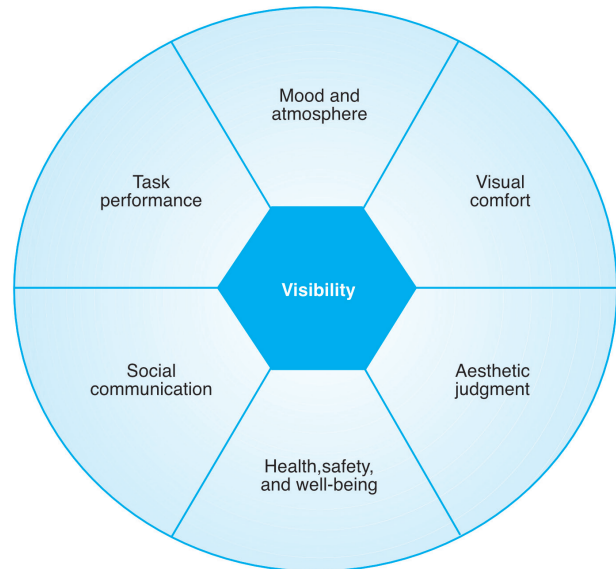 Mood and
atmosphere
Task
performance
Visual
comfort
Visibility
Social
communication
Aesthetic
judgment
Health,safety,
and well-being